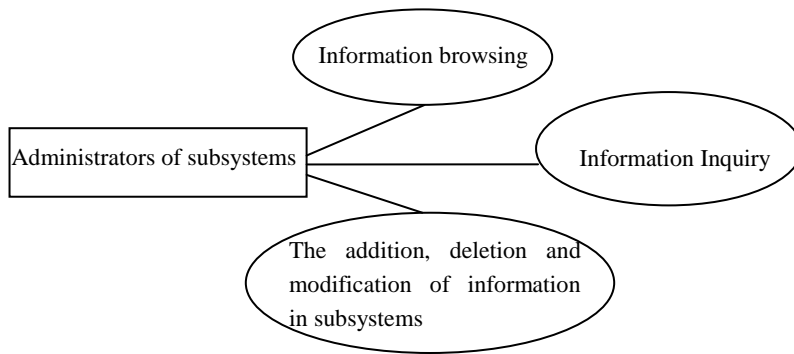 Information browsing
Administrators of subsystems
Information Inquiry
The addition, deletion and
modification of information
in subsystems